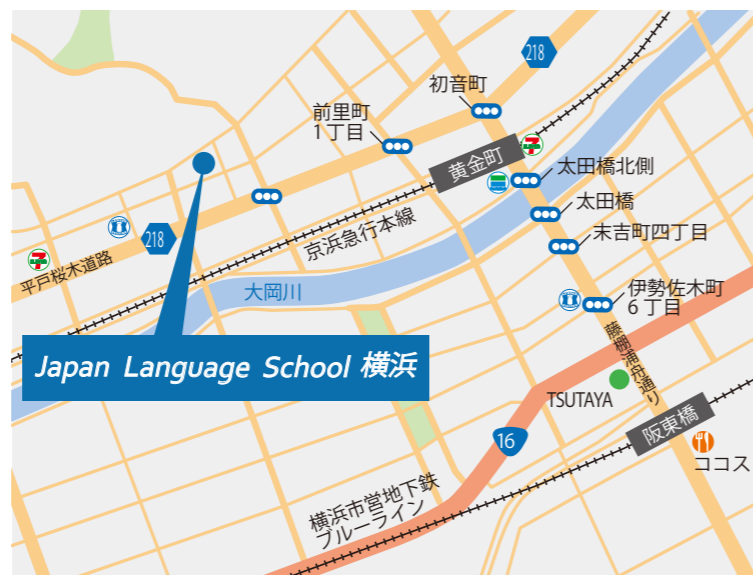 218
初音町
前里町
1丁目
黄金町
太田橋北側
太田橋
末吉町四丁目
京浜急行本線
218
平戸桜木道路
大岡川
伊勢佐木町
6丁目
Japan Language School 横浜
藤棚浦舟通り
TSUTAYA
16
阪東橋
ココス
横浜市営地下鉄
ブルーライン